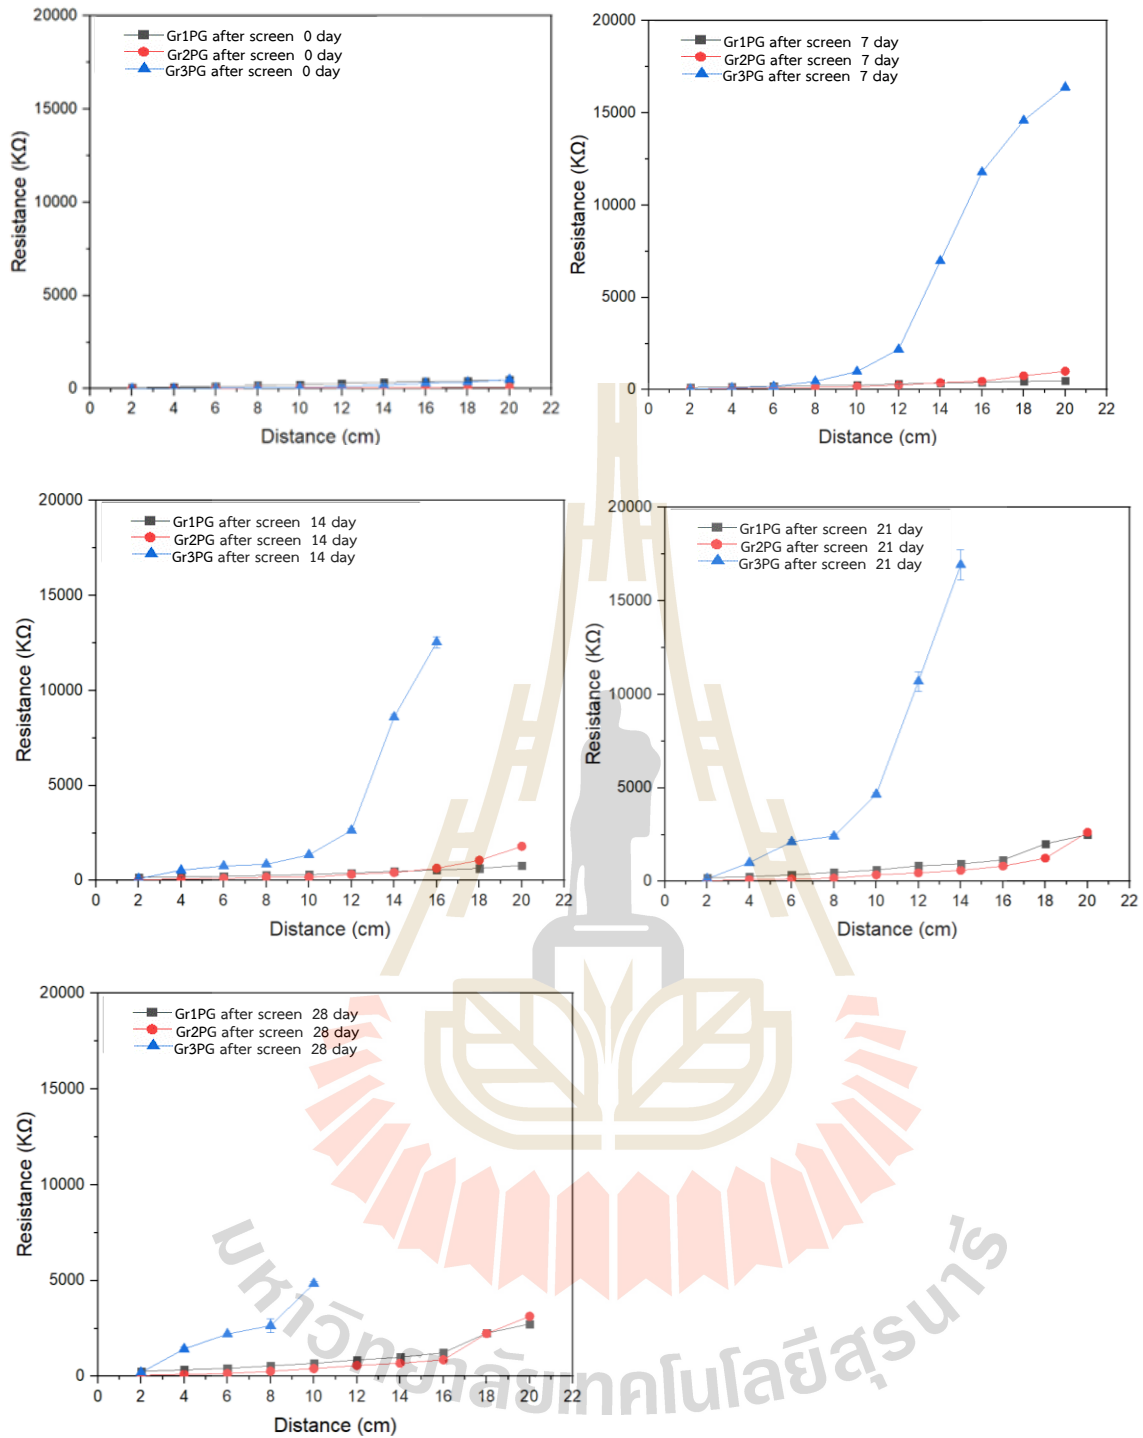 Gr1PG after screen 0 day
Gr2PG after screen 0 day
Gr3PG after screen 0 day
20000
15000
10000
5000
0
Resistance (KΩ)
0 2 4 6 8 10 12 14 16 18 20 22
Distance (cm)
Gr1PG after screen 7 day
Gr2PG after screen 7 day
Gr3PG after screen 7 day
20000
15000
10000
5000
0
Resistance (KΩ)
0 2 4 6 8 10 12 14 16 18 20 22
Distance (cm)
Gr1PG after screen 14 day
Gr2PG after screen 14 day
Gr3PG after screen 14 day
20000
15000
10000
5000
0
Resistance (KΩ)
0 2 4 6 8 10 12 14 16 18 20 22
Distance (cm)
Gr1PG after screen 21 day
Gr2PG after screen 21 day
Gr3PG after screen 21 day
20000
15000
10000
5000
0
Resistance (KΩ)
0 2 4 6 8 10 12 14 16 18 20 22
Distance (cm)
Gr1PG after screen 28 day
Gr2PG after screen 28 day
Gr3PG after screen 28 day
20000
15000
10000
5000
0
Resistance (KΩ)
0 2 4 6 8 10 12 14 16 18 20 22
Distance (cm)
มหาวิทยาลัยเทคโนโลยีสุรนารี